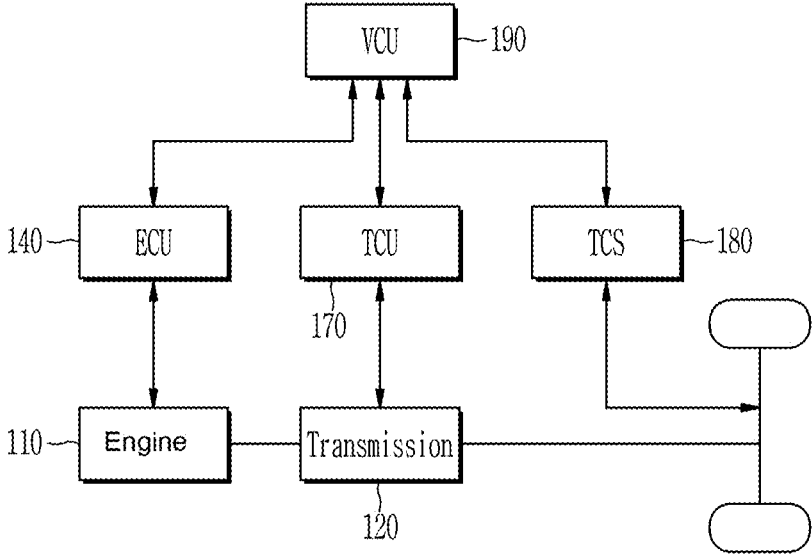 VCU
190
140
ECU
TCU
TCS
180
170
110
Engine
Transmission
120